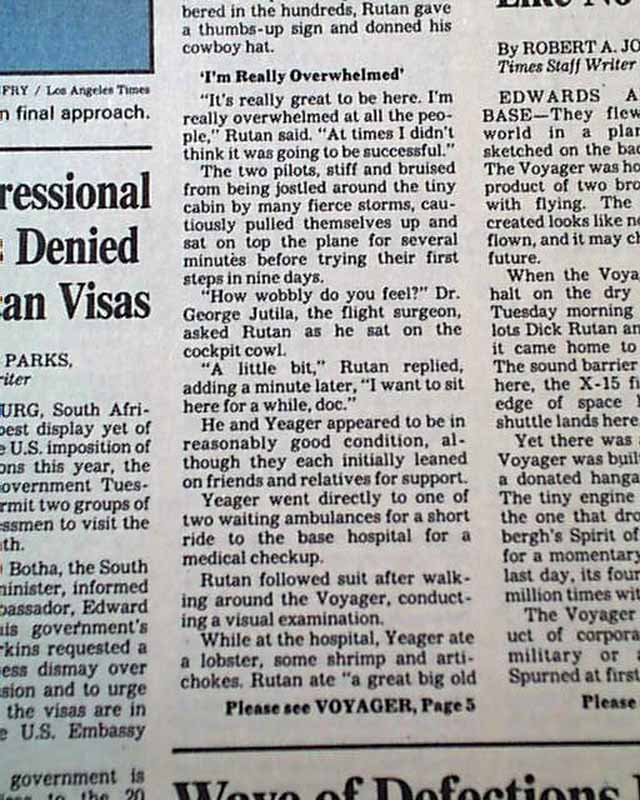 FRY / Los Angeles Times
n final approach.
ressional
Denied
an Visas
PARKS,
riter
URG, South Afri-
pest display yet of
e U.S. imposition of
ons this year, the
overnment Tues-
rmit two groups of
ssmen to visit the
th.
Botha, the South
minister, informed
bassador, Edward
is government's
rkins requested a
ess dismay over
sion and to urge
the visas are in
e U.S. Embassy
government is
to the 20
bered in the hundreds, Rutan gave
a thumbs-up sign and donned his
cowboy hat.
'I'm Really Overwhelmed'
"It's really great to be here. I'm
really overwhelmed at all the peo-
ple," Rutan said. "At times I didn't
think it was going to be successful."
The two pilots, stiff and bruised
from being jostled around the tiny
cabin by many fierce storms, cau-
tiously pulled themselves up and
sat on top the plane for several
minutes before trying their first
steps in nine days.
"How wobbly do you feel?" Dr.
George Jutila, the flight surgeon,
asked Rutan as he sat on the
cockpit cowl.
"A little bit," Rutan replied,
adding a minute later, "I want to sit
here for a while, doc."
He and Yeager appeared to be in
reasonably good condition, al-
though they each initially leaned
on friends and relatives for support.
Yeager went directly to one of
two waiting ambulances for a short
ride to the base hospital for a
medical checkup.
Rutan followed suit after walk-
ing around the Voyager, conduct-
ing a visual examination.
While at the hospital, Yeager ate
a lobster, some shrimp and arti-
chokes. Rutan ate "a great big old
Please see VOYAGER, Page 5
Like No
By ROBERT A. JO
Times Staff Writer
EDWARDS A
BASE—They flew
world in a plan
sketched on the bac
The Voyager was ho
product of two bro
with flying. The
created looks like n
flown, and it may ch
future.
When the Voya
halt on the dry
Tuesday morning
lots Dick Rutan an
it came home to
The sound barrier
here, the X-15 fl
edge of space
shuttle lands here
Yet there was
Voyager was built
a donated hanga
The tiny engine
the one that dro
bergh's Spirit of
for a momentary
last day, its four
million times wit
The Voyager
uct of corpora
military or a
Spurned at first
Please
Wave of Defections